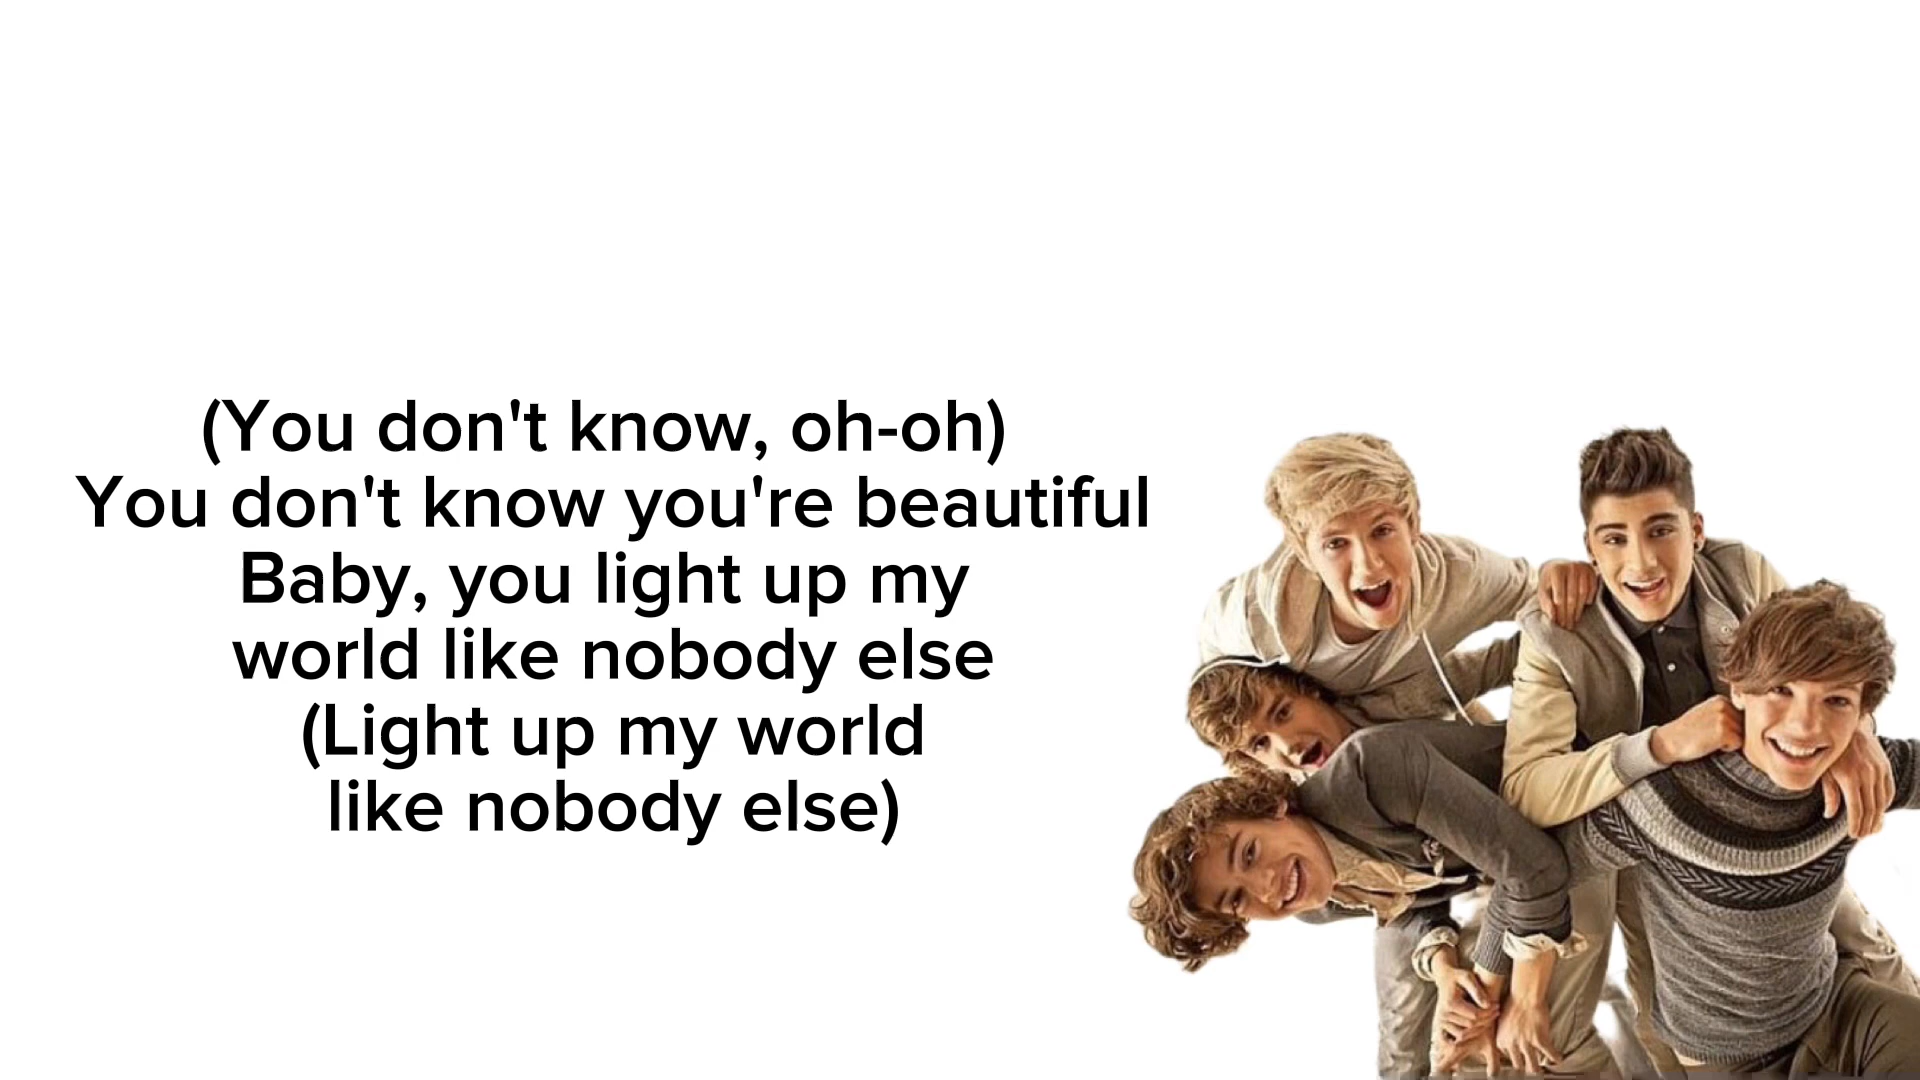 (You don't know, oh-oh)
You don't know you're beautiful
Baby, you light up my
world like nobody else
(Light up my world
like nobody else)